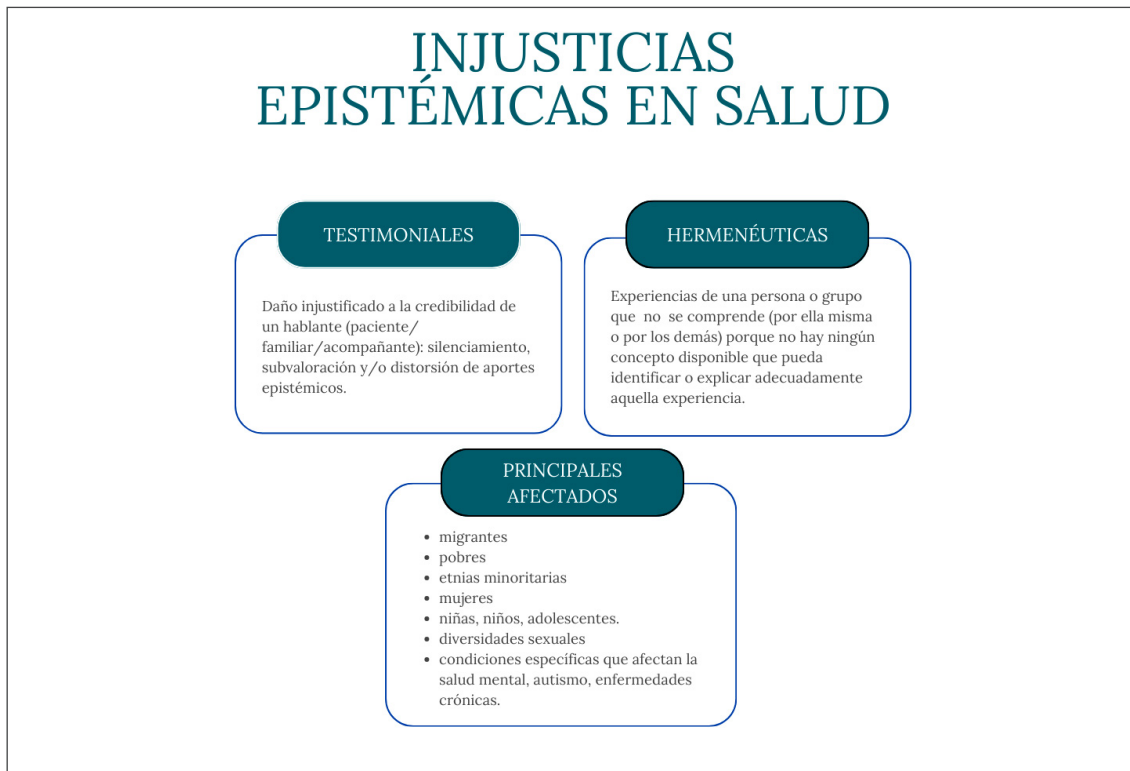 INJUSTICIAS
EPISTÉMICAS EN SALUD
TESTIMONIALES
Daño injustificado a la credibilidad de
un hablante (paciente/
familiar/acompañante): silenciamiento,
subvaloración y/o distorsión de aportes
epistémicos.
HERMENÉUTICAS
Experiencias de una persona o grupo
que no se comprende (por ella misma
o por los demás) porque no hay ningún
concepto disponible que pueda
identificar o explicar adecuadamente
aquella experiencia.
PRINCIPALES
AFECTADOS
• migrantes
• pobres
• etnias minoritarias
• mujeres
• niñas, niños, adolescentes.
• diversidades sexuales
• condiciones específicas que afectan la
salud mental, autismo, enfermedades
crónicas.